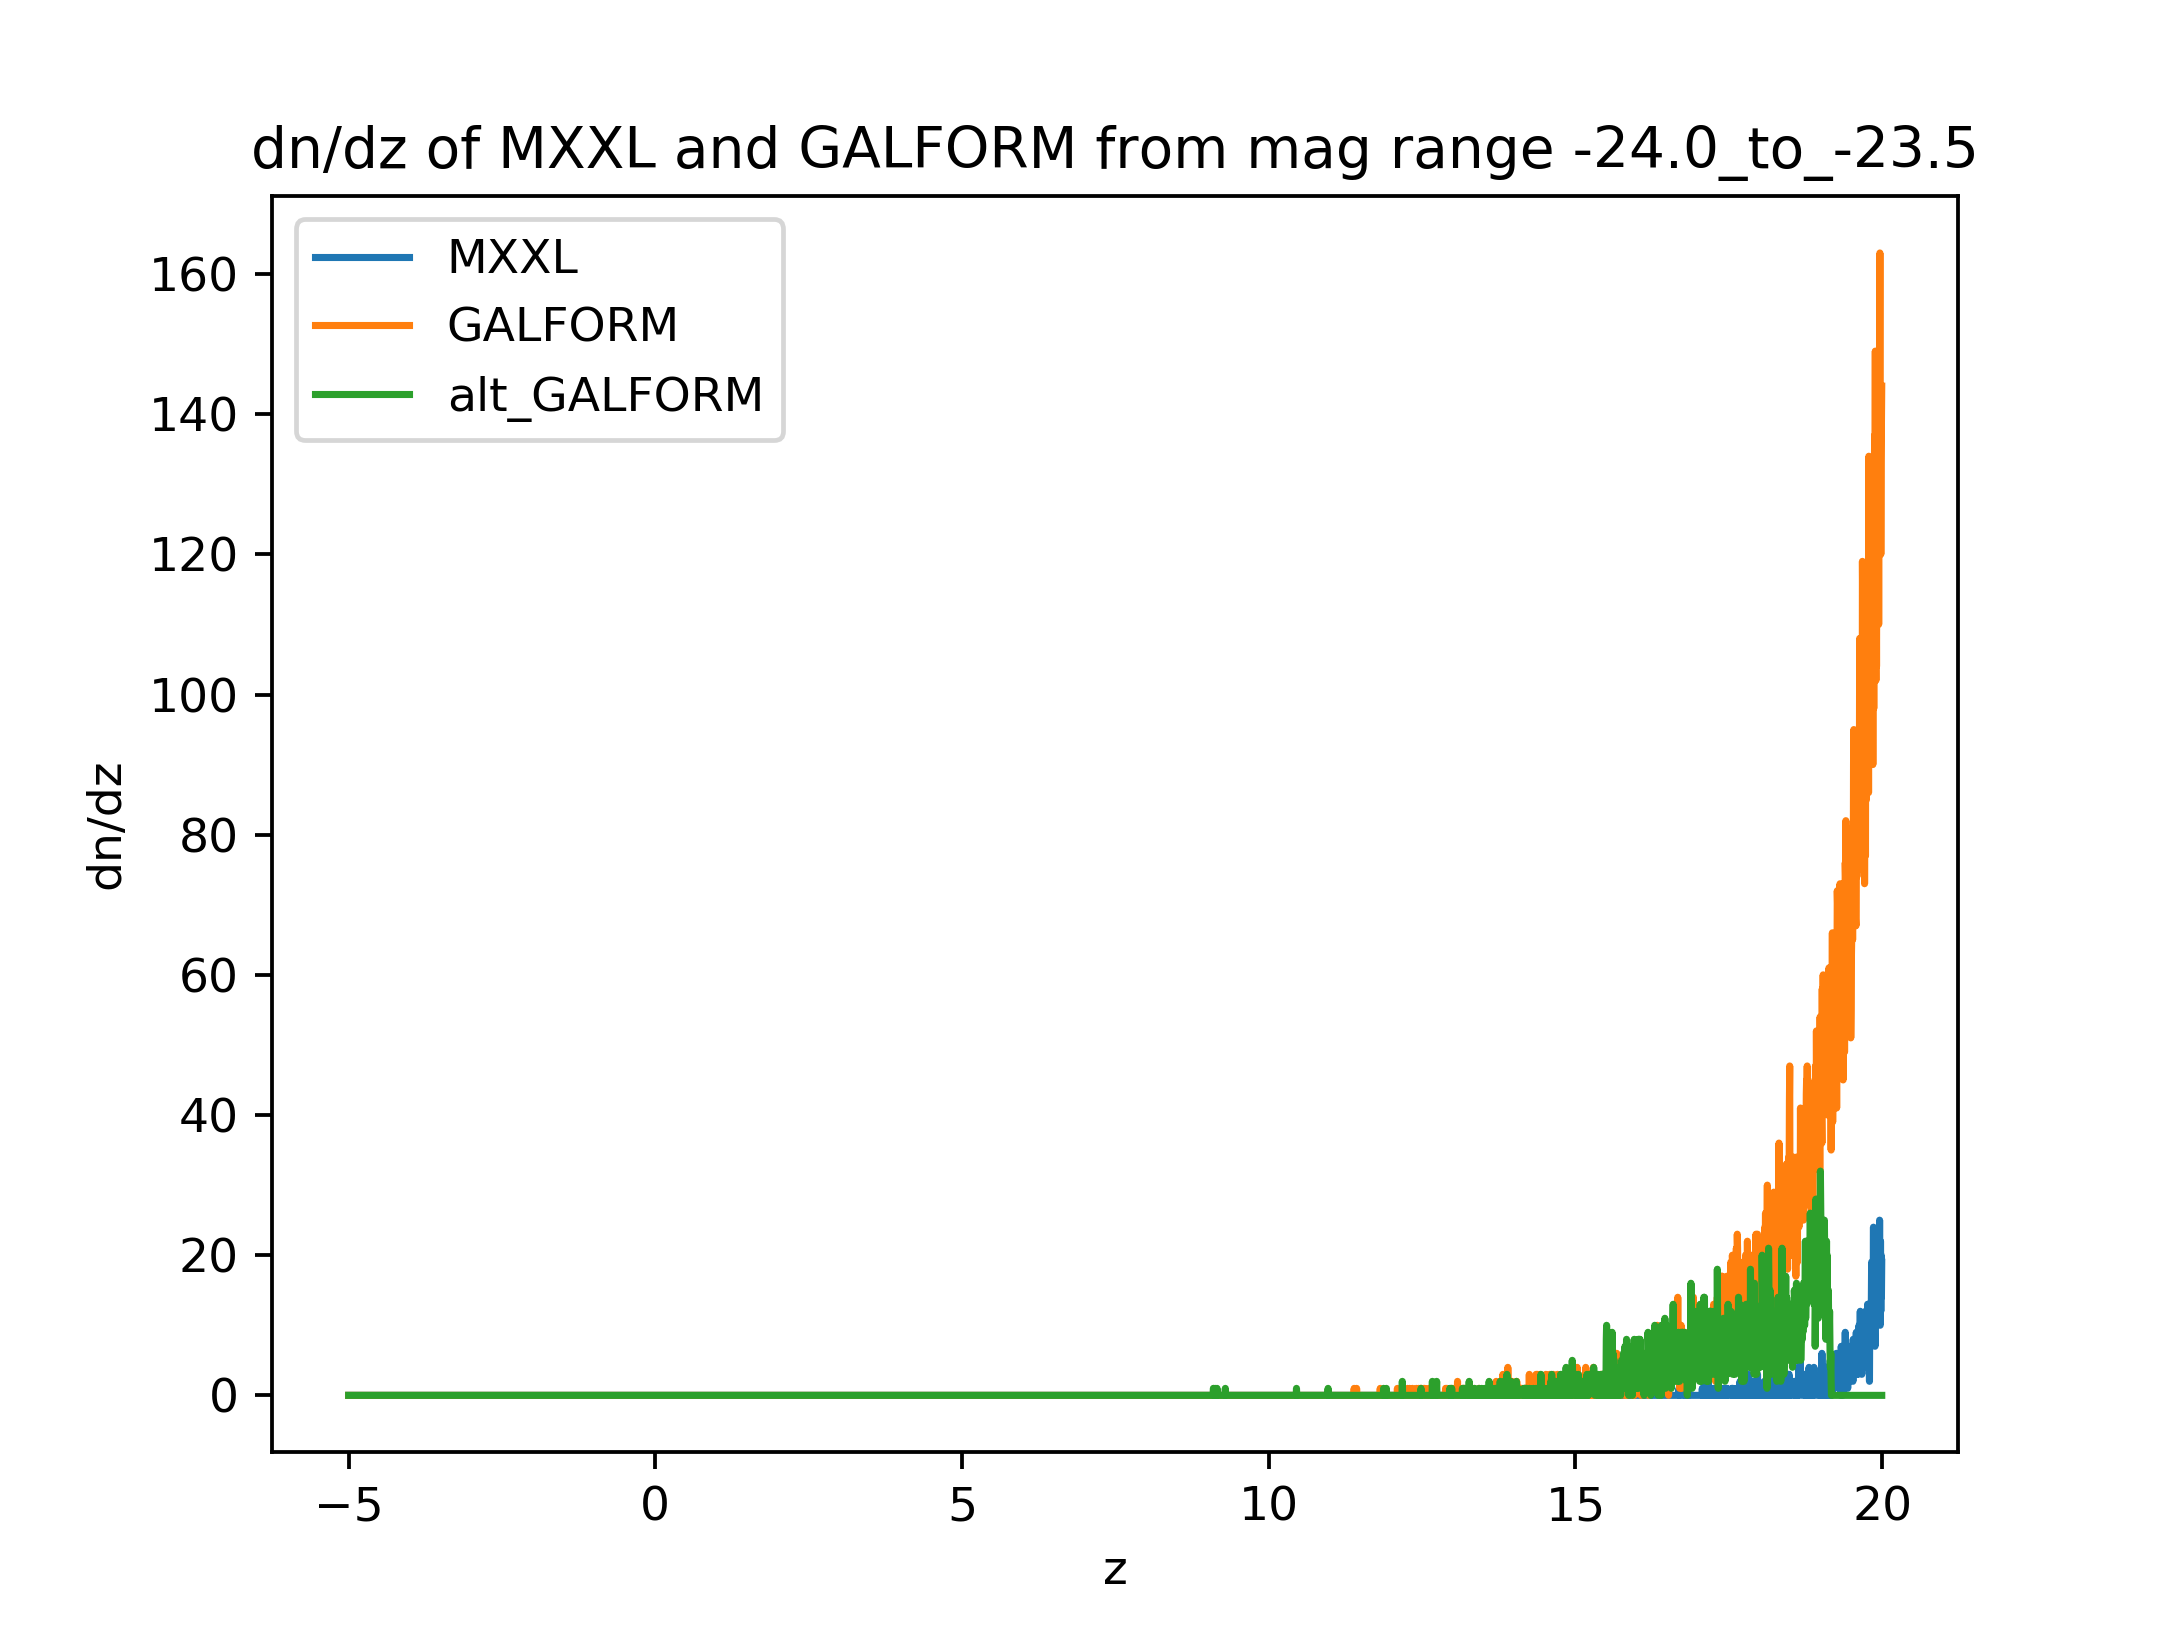 dn/dz of MXXL and GALFORM from mag range -24.0_to_-23.5
MXXL
GALFORM
alt_GALFORM
160
140
120
100
80
60
40
20
0
dn/dz
−5 0 5 10 15 20
z